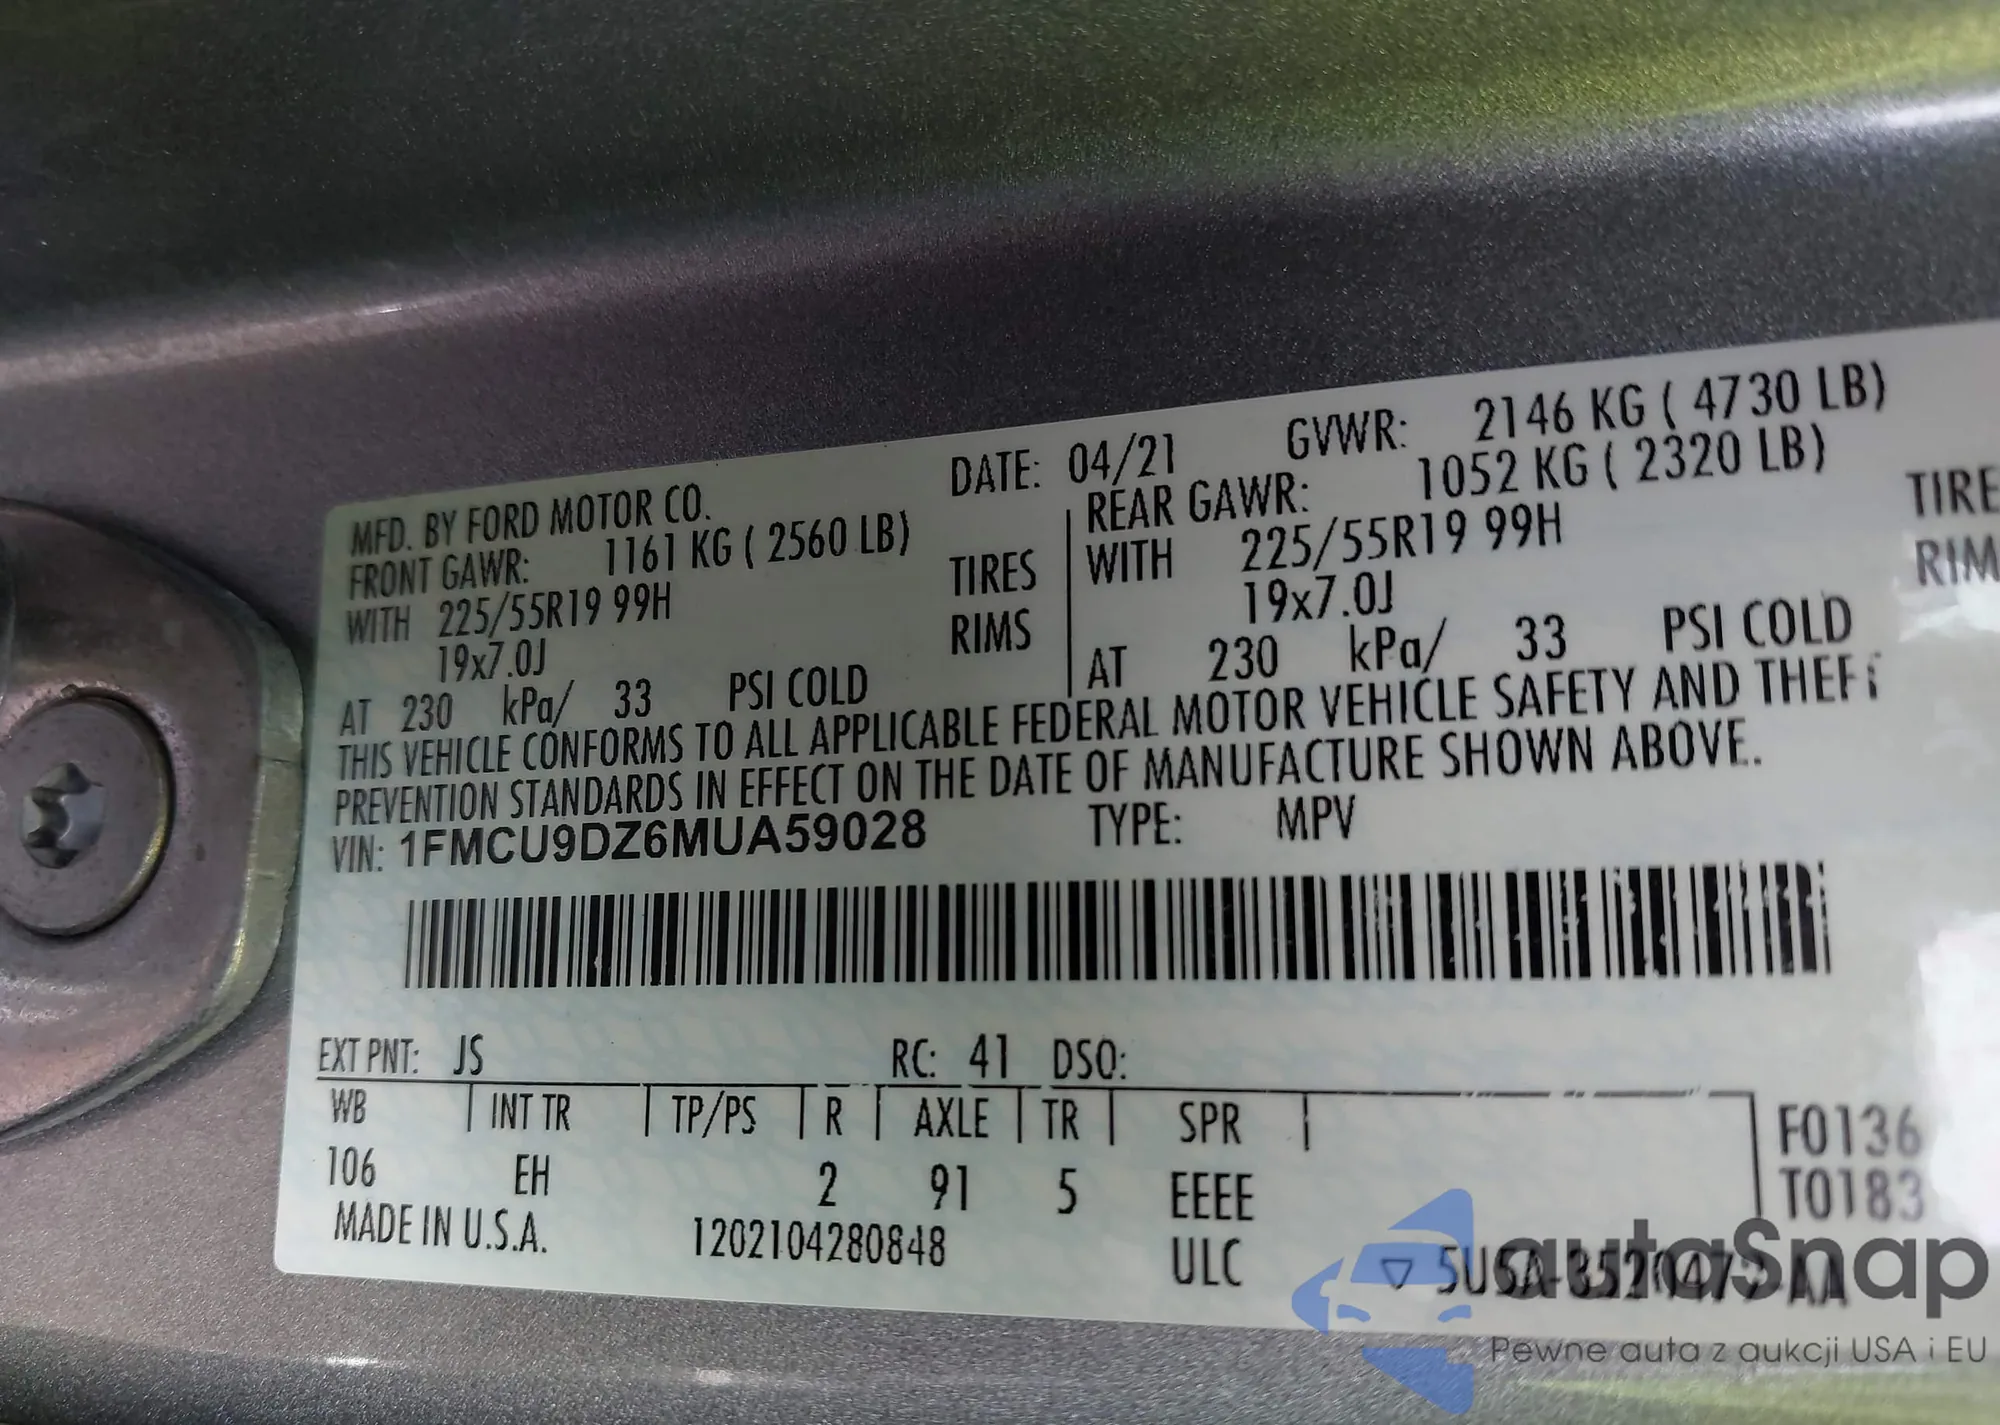 MFD. BY FORD MOTOR CO. DATE: 04/21 GVWR: 2146 KG ( 4730 LB)
FRONT GAWR: 1161 KG ( 2560 LB) REAR GAWR: 1052 KG ( 2320 LB)
WITH 225/55R19 99H TIRES WITH 225/55R19 99H TIRE
19x7.0J RIMS 19x7.0J RIM
AT 230 kPa/ 33 PSI COLD AT 230 kPa/ 33 PSI COLD
THIS VEHICLE CONFORMS TO ALL APPLICABLE FEDERAL MOTOR VEHICLE SAFETY AND THEFT
PREVENTION STANDARDS IN EFFECT ON THE DATE OF MANUFACTURE SHOWN ABOVE.
VIN: 1FMCU9DZ6MUA59028 TYPE: MPV
EXT PNT: JS RC: 41 DSO:
WB INT TR TP/PS R AXLE TR SPR F0136
106 EH 2 91 5 EEEE T0183
MADE IN U.S.A. 1202104280848 ULC
autaSnap
Pewne auta z aukcji USA i EU